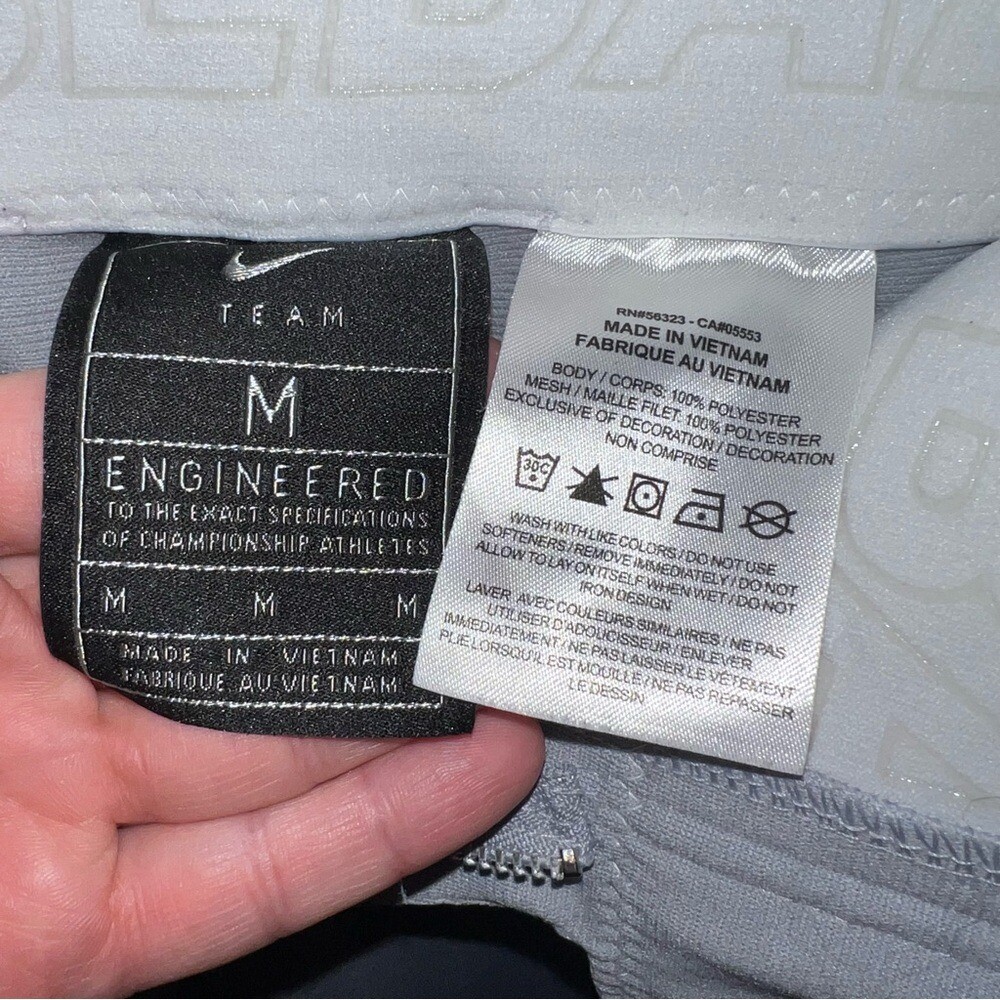 TEAM
M
ENGINEERED
TO THE EXACT SPECIFICATIONS
OF CHAMPIONSHIP ATHLETES
M M M
MADE IN VIETNAM
FABRIQUE AU VIETNAM
RN#56323 - CA#05553
MADE IN VIETNAM
FABRIQUE AU VIETNAM
BODY / CORPS: 100% POLYESTER
MESH / MAILLE FILET: 100% POLYESTER
EXCLUSIVE OF DECORATION / DECORATION
NON COMPRISE
30C
WASH WITH LIKE COLORS / DO NOT USE
SOFTENERS / REMOVE IMMEDIATELY / DO NOT
ALLOW TO LAY ON ITSELF WHEN WET / DO NOT
IRON DESIGN
LAVER AVEC COULEURS SIMILAIRES / NE PAS
UTILISER D'ADOUCISSEUR / ENLEVER
IMMEDIATEMENT / NE PAS LAISSER LE VÊTEMENT
PLIE LORSQU'IL EST MOUILLE / NE PAS REPASSER
LE DESSIN